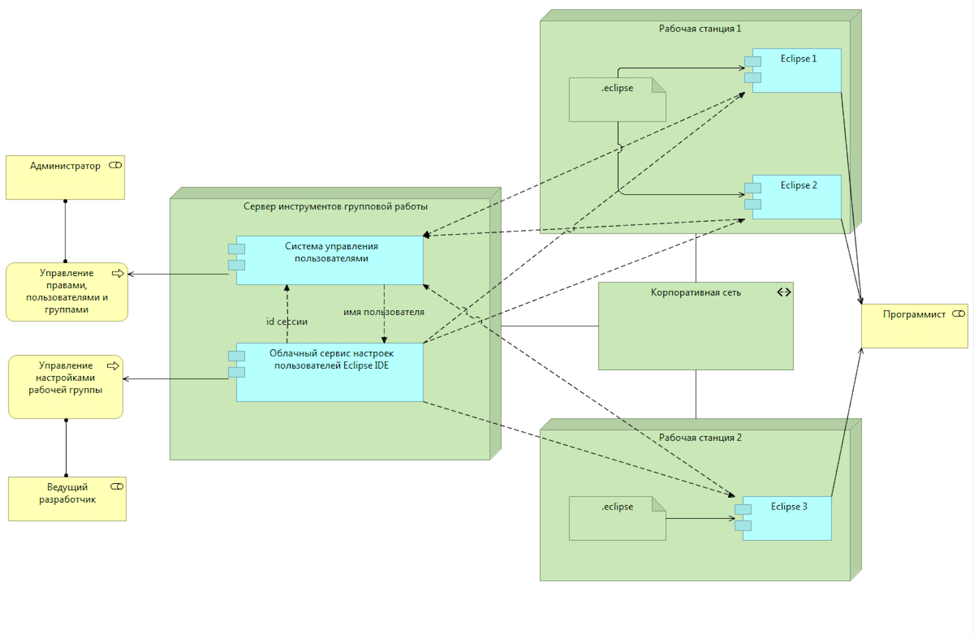 Рабочая станция 1
Eclipse 1
.eclipse
Администратор
Eclipse 2
Сервер инструментов групповой работы
Система управления
пользователями
Управление
правами,
пользователями и
группами
Корпоративная сеть
id сессии
имя пользователя
Программист
Облачный сервис настроек
пользователей Eclipse IDE
Управление
настройками
рабочей группы
Рабочая станция 2
Ведущий
разработчик
.eclipse
Eclipse 3